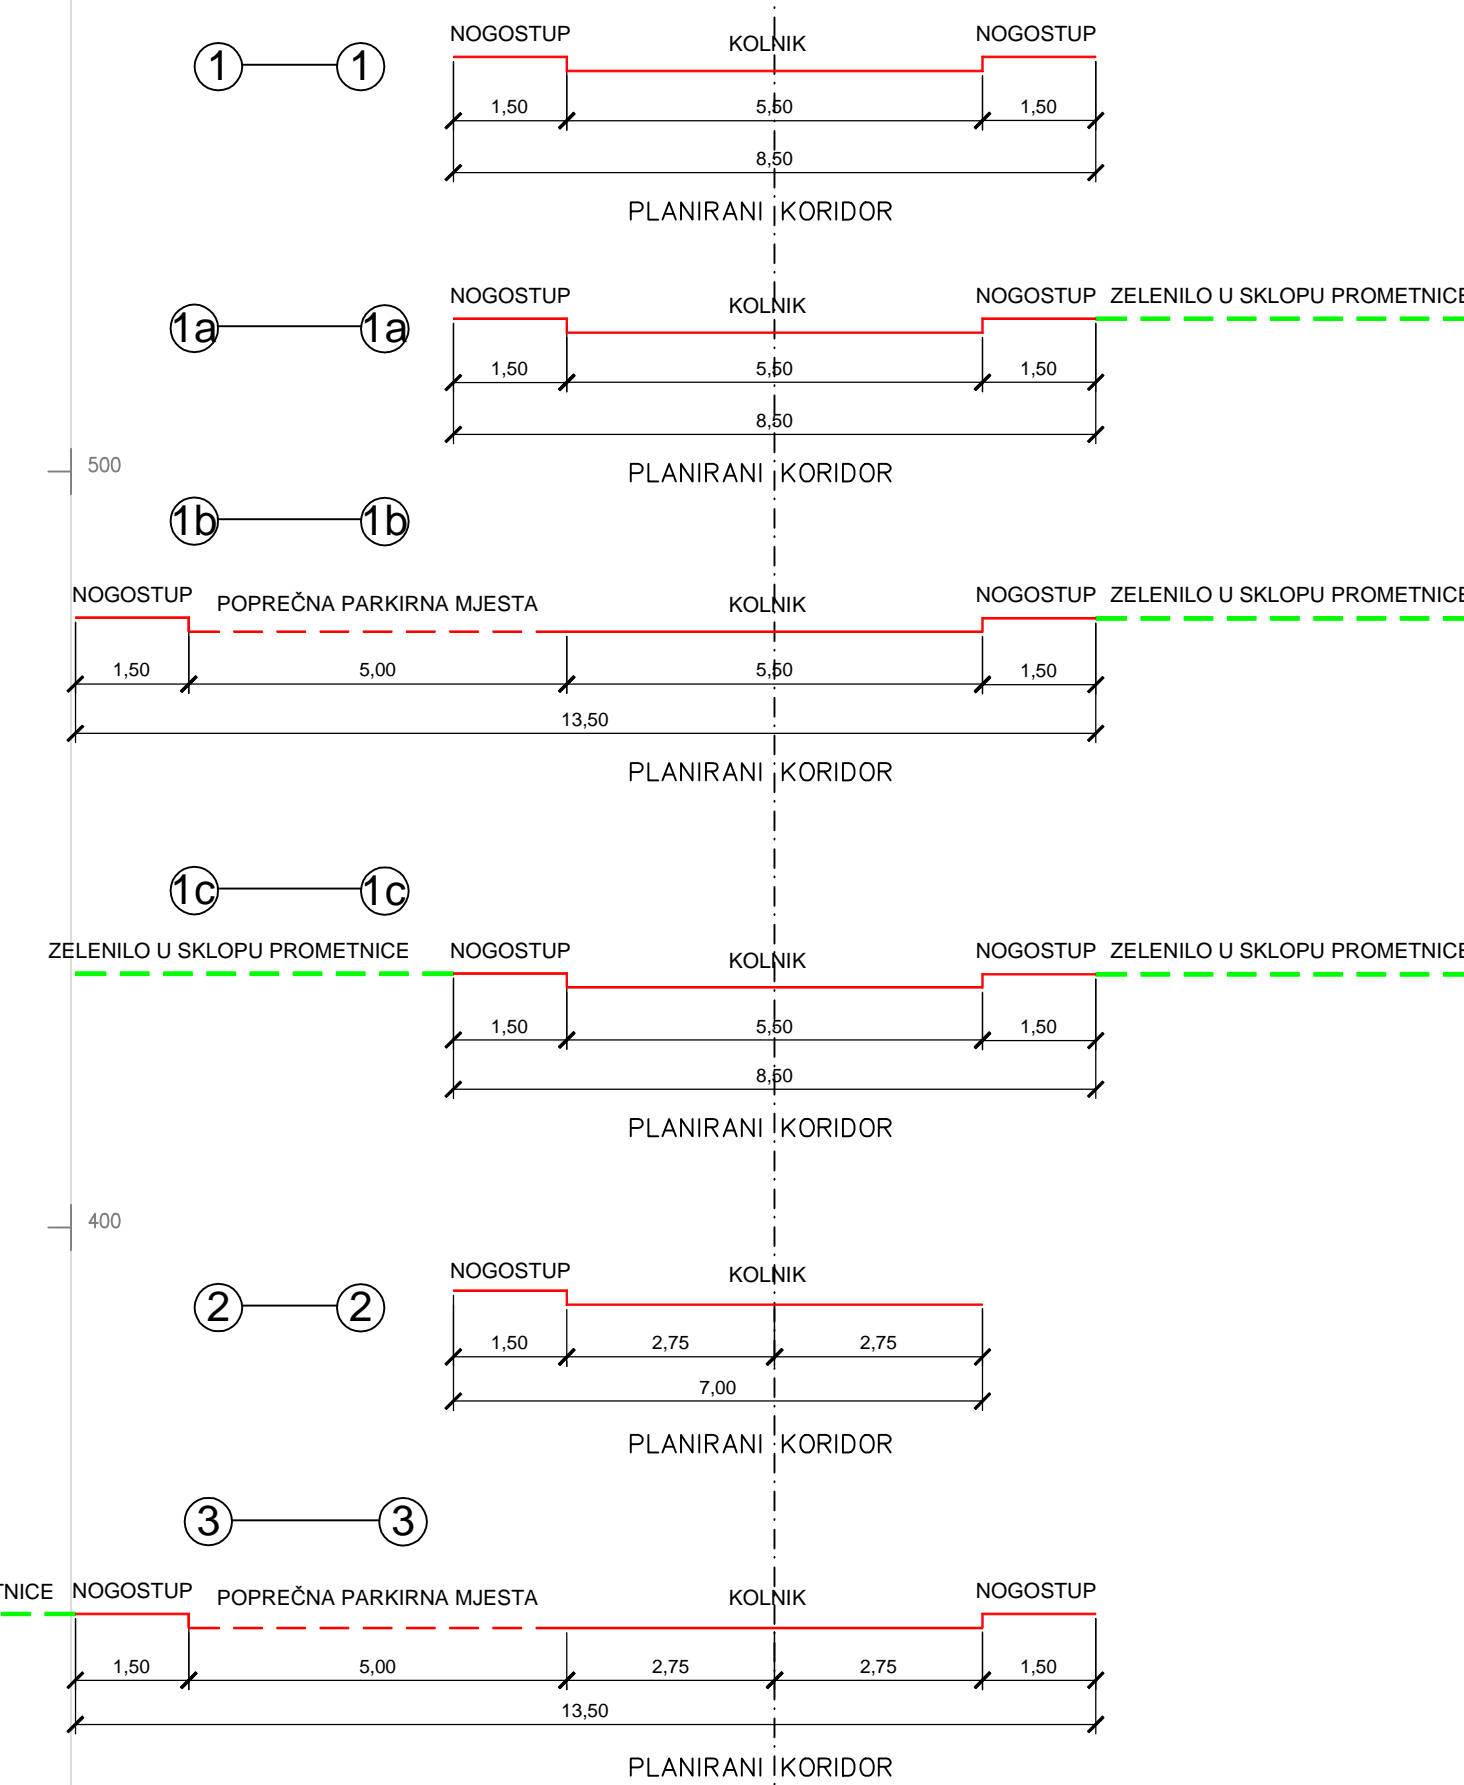 1 1
NOGOSTUP KOLNIK NOGOSTUP
1,50 5,50 1,50
8,50
PLANIRANI KORIDOR
1a 1a
NOGOSTUP KOLNIK NOGOSTUP ZELENILO U SKLOPU PROMETNICE
1,50 5,50 1,50
8,50
PLANIRANI KORIDOR
500
1b 1b
NOGOSTUP POPREČNA PARKIRNA MJESTA KOLNIK NOGOSTUP ZELENILO U SKLOPU PROMETNICE
1,50 5,00 5,50 1,50
13,50
PLANIRANI KORIDOR
1c 1c
ZELENILO U SKLOPU PROMETNICE NOGOSTUP KOLNIK NOGOSTUP ZELENILO U SKLOPU PROMETNICE
1,50 5,50 1,50
8,50
PLANIRANI KORIDOR
400
2 2
NOGOSTUP KOLNIK
1,50 2,75 2,75
7,00
PLANIRANI KORIDOR
3 3
TNICE NOGOSTUP POPREČNA PARKIRNA MJESTA KOLNIK NOGOSTUP
1,50 5,00 2,75 2,75 1,50
13,50
PLANIRANI KORIDOR